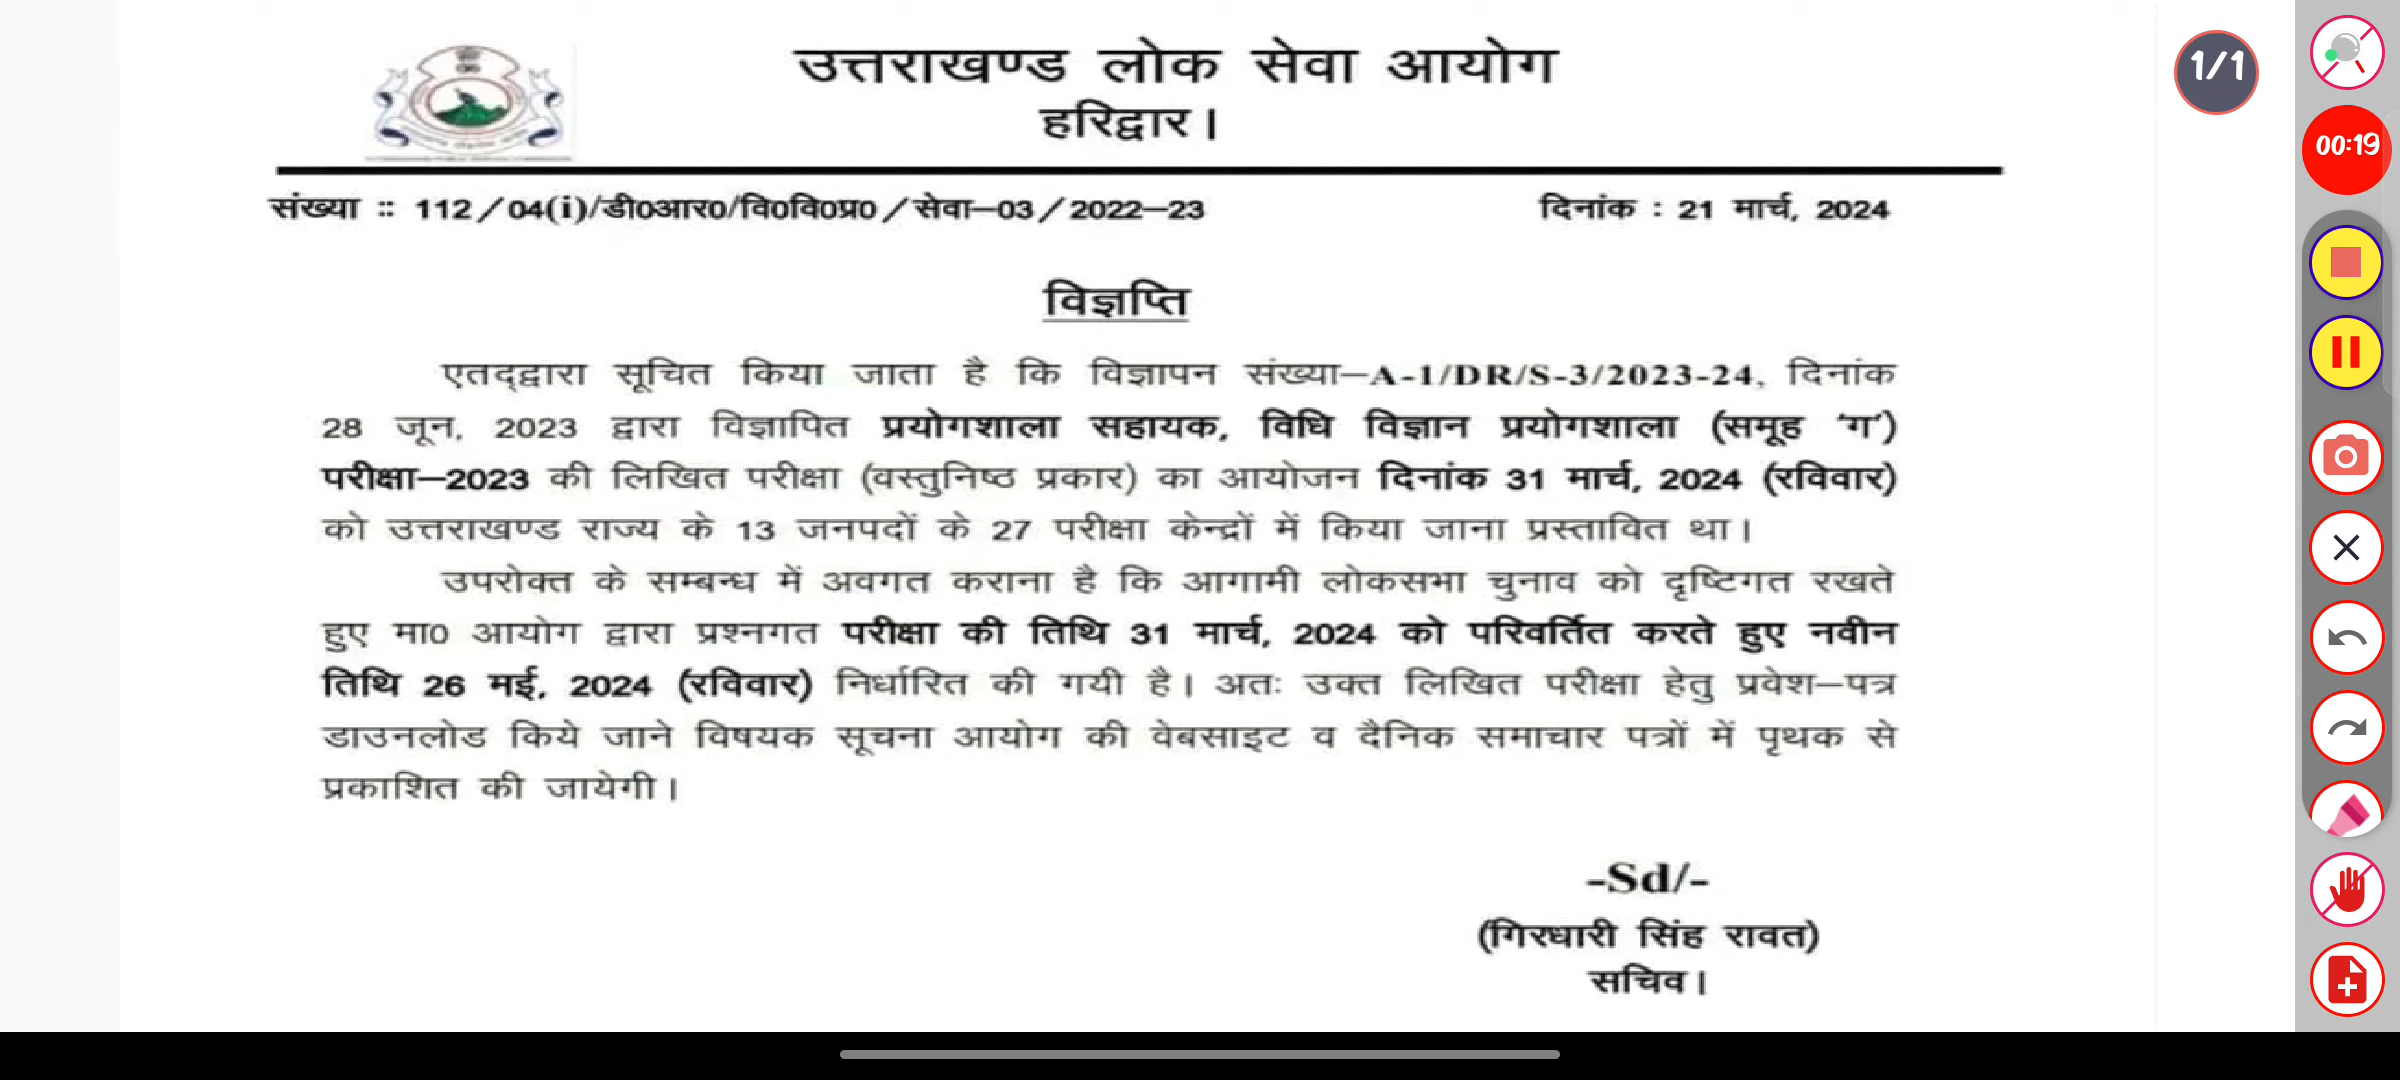 उत्तराखण्ड लोक सेवा आयोग
हरिद्वार।
1/1
00:19
संख्या :: 112/04(i)/डी0आर0/वि0वि0प्र0/सेवा–03/2022–23 दिनांक : 21 मार्च, 2024
विज्ञप्ति
एतद्द्वारा सूचित किया जाता है कि विज्ञापन संख्या–A-1/DR/S-3/2023-24, दिनांक
28 जून, 2023 द्वारा विज्ञापित प्रयोगशाला सहायक, विधि विज्ञान प्रयोगशाला (समूह ‘ग’)
परीक्षा–2023 की लिखित परीक्षा (वस्तुनिष्ठ प्रकार) का आयोजन दिनांक 31 मार्च, 2024 (रविवार)
को उत्तराखण्ड राज्य के 13 जनपदों के 27 परीक्षा केन्द्रों में किया जाना प्रस्तावित था।
उपरोक्त के सम्बन्ध में अवगत कराना है कि आगामी लोकसभा चुनाव को दृष्टिगत रखते
हुए मा0 आयोग द्वारा प्रश्नगत परीक्षा की तिथि 31 मार्च, 2024 को परिवर्तित करते हुए नवीन
तिथि 26 मई, 2024 (रविवार) निर्धारित की गयी है। अतः उक्त लिखित परीक्षा हेतु प्रवेश–पत्र
डाउनलोड किये जाने विषयक सूचना आयोग की वेबसाइट व दैनिक समाचार पत्रों में पृथक से
प्रकाशित की जायेगी।
-Sd/-
(गिरधारी सिंह रावत)
सचिव।